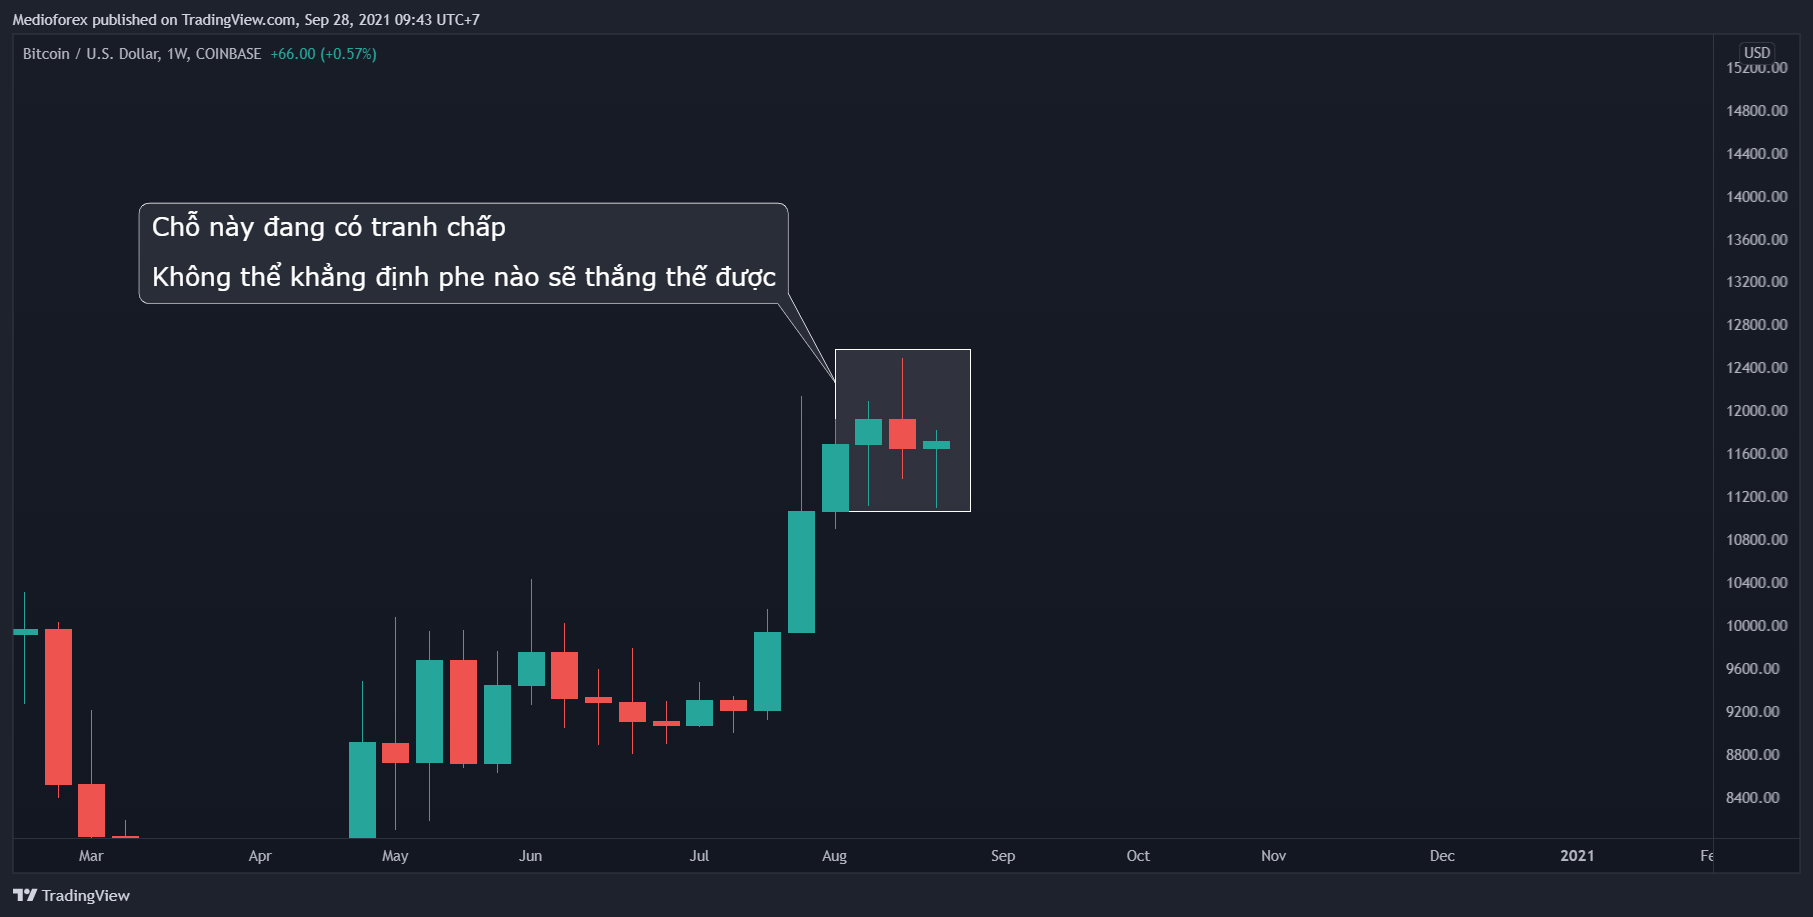 Medioforex published on TradingView.com, Sep 28, 2021 09:43 UTC+7
Bitcoin / U.S. Dollar, 1W, COINBASE +66.00 (+0.57%)
USD
15200.00
14800.00
14400.00
14000.00
13600.00
13200.00
12800.00
12400.00
12000.00
11600.00
11200.00
10800.00
10400.00
10000.00
9600.00
9200.00
8800.00
8400.00
Chỗ này đang có tranh chấp
Không thể khẳng định phe nào sẽ thắng thế được
Mar Apr May Jun Jul Aug Sep Oct Nov Dec 2021 Fe
TradingView